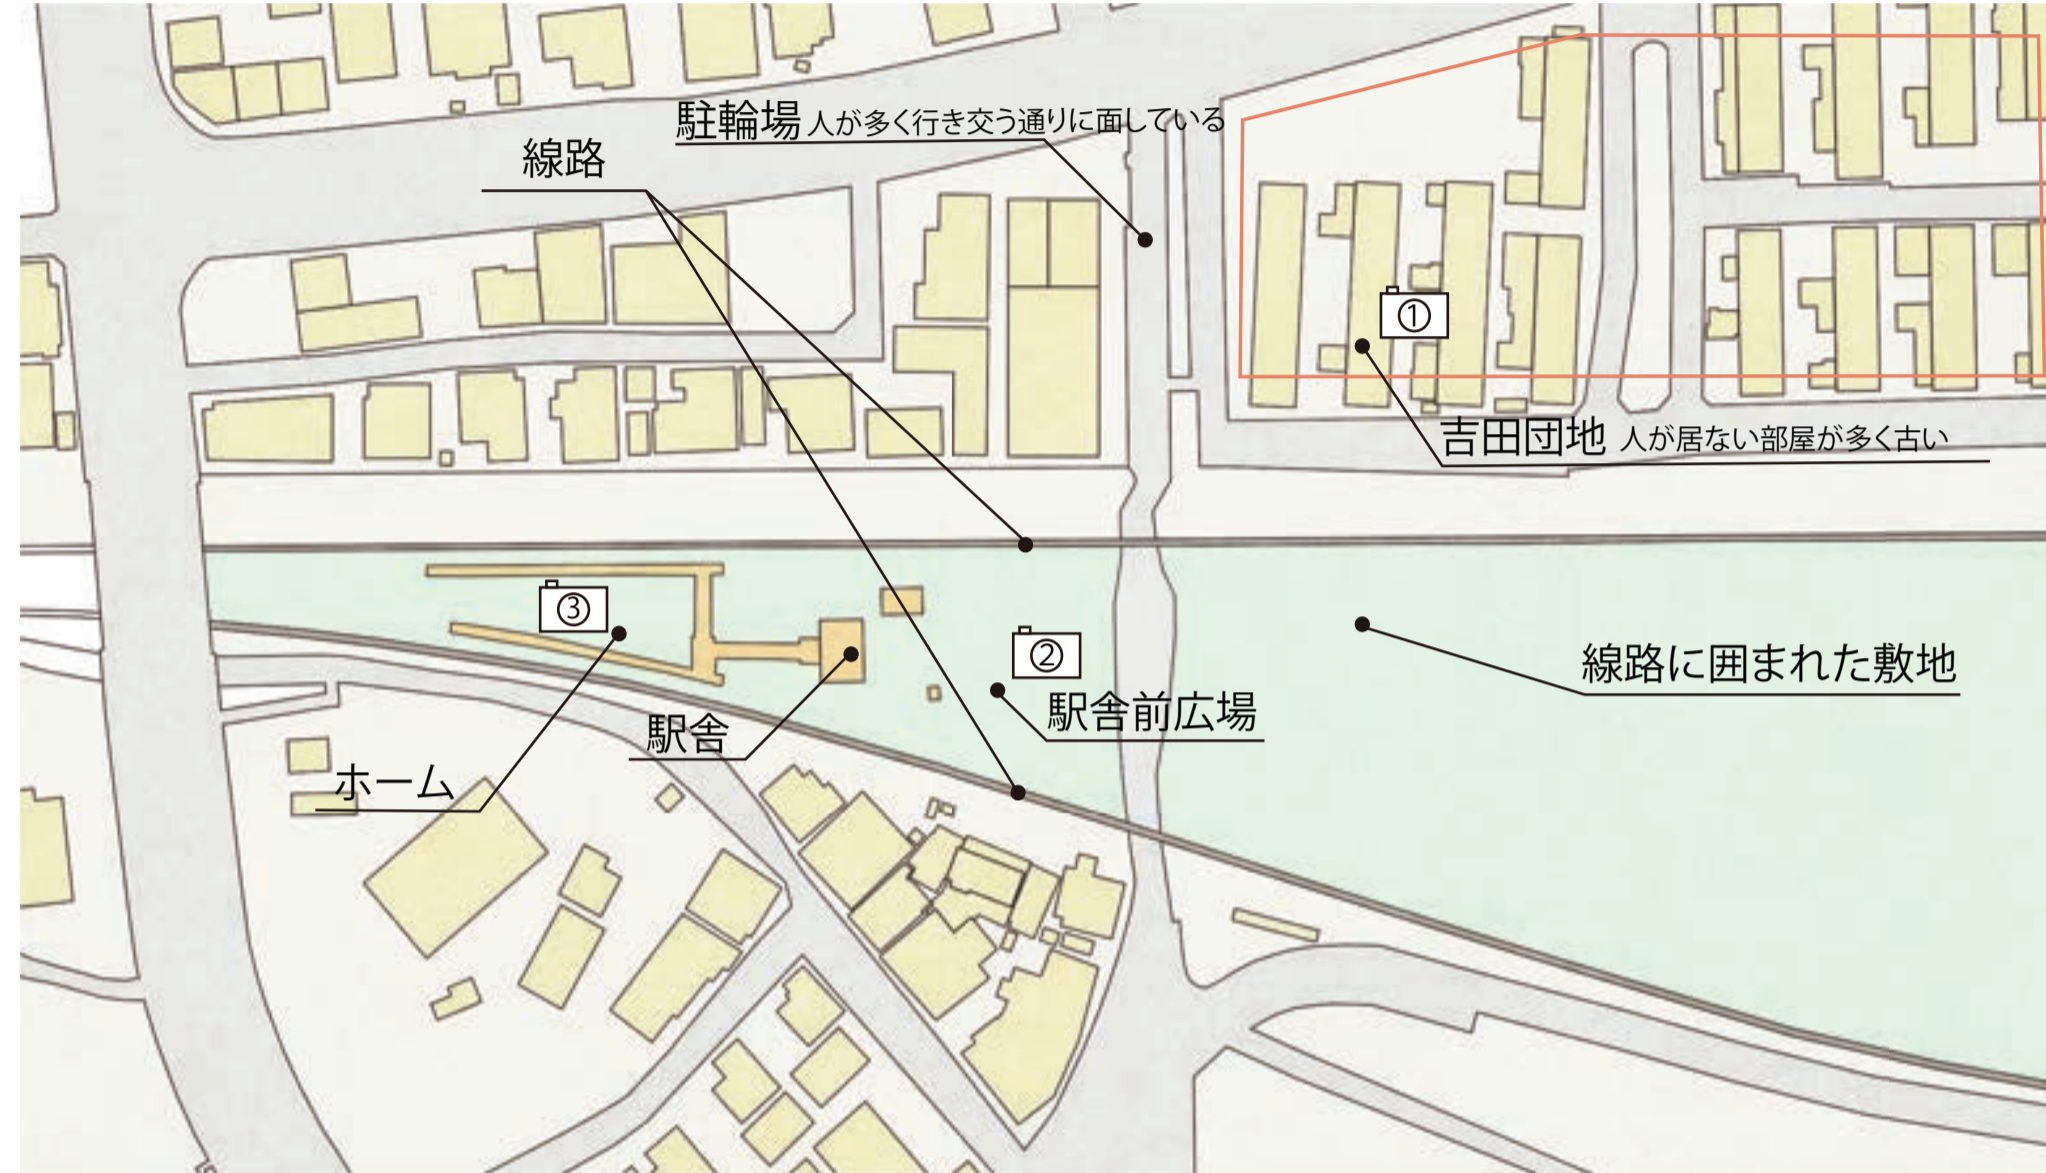 駐輪場 人が多く行き交う通りに面している
線路
①
吉田団地 人が居ない部屋が多く古い
③
②
線路に囲まれた敷地
駅舎前広場
駅舎
ホーム